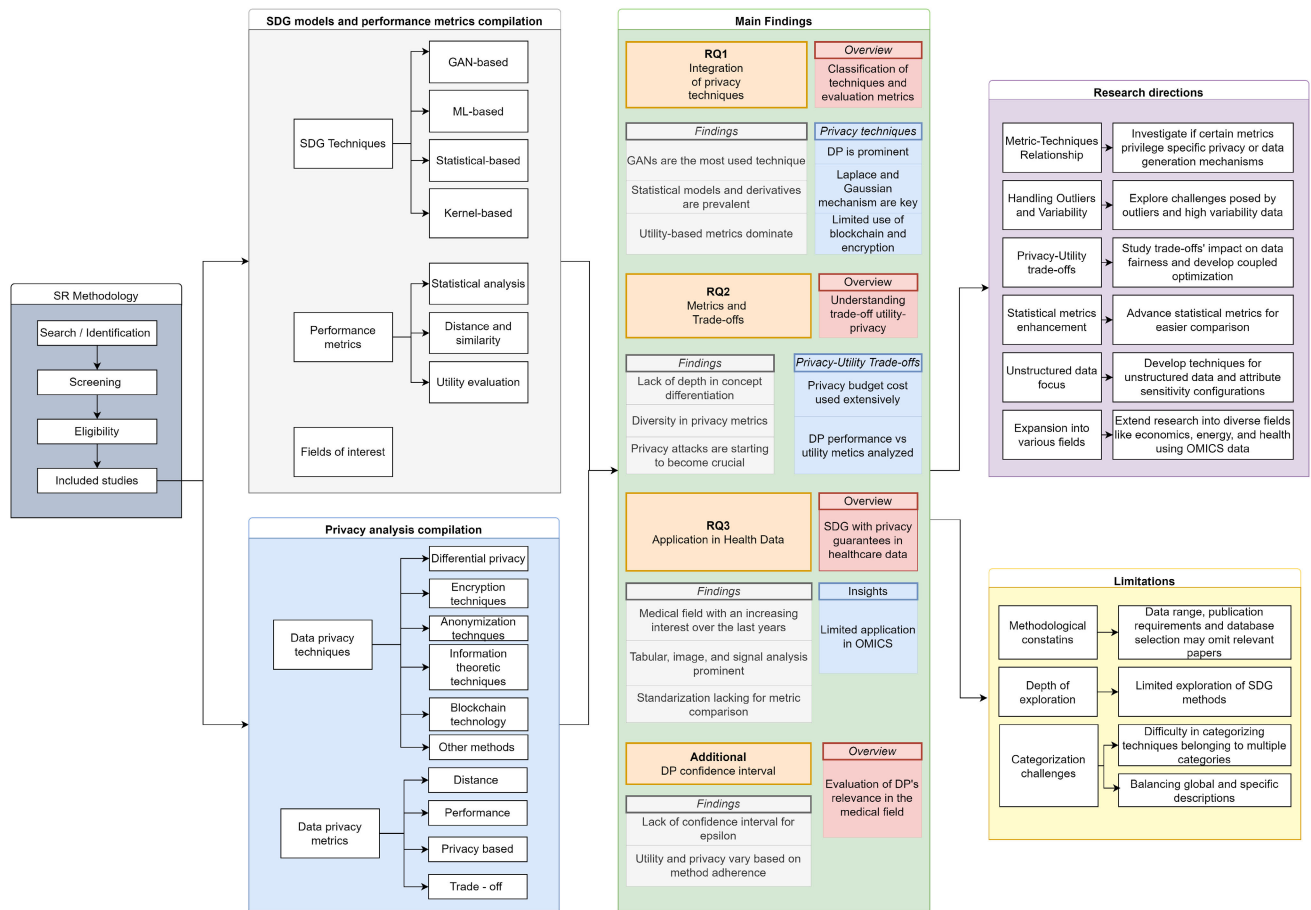 SR Methodology
Search / Identification
Screening
Eligibility
Included studies
SDG models and performance metrics compilation
SDG Techniques
GAN-based
ML-based
Statistical-based
Kernel-based
Performance
metrics
Statistical analysis
Distance and
similarity
Utility evaluation
Fields of interest
Privacy analysis compilation
Data privacy
techniques
Differential privacy
Encryption
techniques
Anonymization
technques
Information
theoretic
techniques
Blockchain
technology
Other methods
Data privacy
metrics
Distance
Performance
Privacy based
Trade - off
Main Findings
RQ1
Integration
of privacy
techniques
Overview
Classification of
techniques and
evaluation metrics
Findings
GANs are the most used technique
Statistical models and derivatives
are prevalent
Utility-based metrics dominate
Privacy techniques
DP is prominent
Laplace and
Gaussian
mechanism are key
Limited use of
blockchain and
encryption
RQ2
Metrics and
Trade-offs
Overview
Understanding
trade-off utility-
privacy
Findings
Lack of depth in concept
differentiation
Diversity in privacy metrics
Privacy attacks are starting
to become crucial
Privacy-Utility Trade-offs
Privacy budget cost
used extensively
DP performance vs
utility metics analyzed
RQ3
Application in Health Data
Overview
SDG with privacy
guarantees in
healthcare data
Findings
Medical field with an increasing
interest over the last years
Tabular, image, and signal analysis
prominent
Standarization lacking for metric
comparison
Insights
Limited application
in OMICS
Additional
DP confidence interval
Overview
Evaluation of DP's
relevance in the
medical field
Findings
Lack of confidence interval for
epsilon
Utility and privacy vary based on
method adherence
Research directions
Metric-Techniques
Relationship
Investigate if certain metrics
privilege specific privacy or data
generation mechanisms
Handling Outliers
and Variability
Explore challenges posed by
outliers and high variability data
Privacy-Utility
trade-offs
Study trade-offs' impact on data
fairness and develop coupled
optimization
Statistical metrics
enhancement
Advance statistical metrics for
easier comparison
Unstructured data
focus
Develop techniques for
unstructured data and attribute
sensitivity configurations
Expansion into
various fields
Extend research into diverse fields
like economics, energy, and health
using OMICS data
Limitations
Methodological
constatins
Data range, publication
requirements and database
selection may omit relevant
papers
Depth of
exploration
Limited exploration of SDG
methods
Categorization
challenges
Difficulty in categorizing
techniques belonging to multiple
categories
Balancing global and specific
descriptions